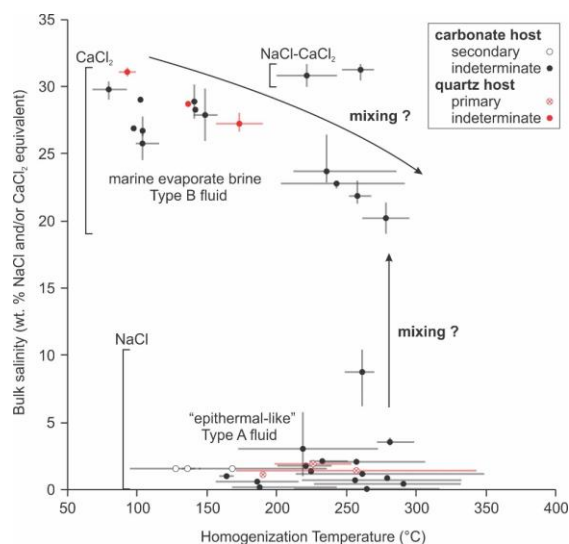 35
30
25
20
15
10
5
0
50
100
150
200
250
300
350
400
Bulk salinity (wt. % NaCl and/or CaCl₂ equivalent)
Homogenization Temperature (°C)
CaCl₂
NaCl-CaCl₂
mixing ?
marine evaporate brine
Type B fluid
NaCl
mixing ?
"epithermal-like"
Type A fluid
carbonate host
secondary
indeterminate
quartz host
primary
indeterminate